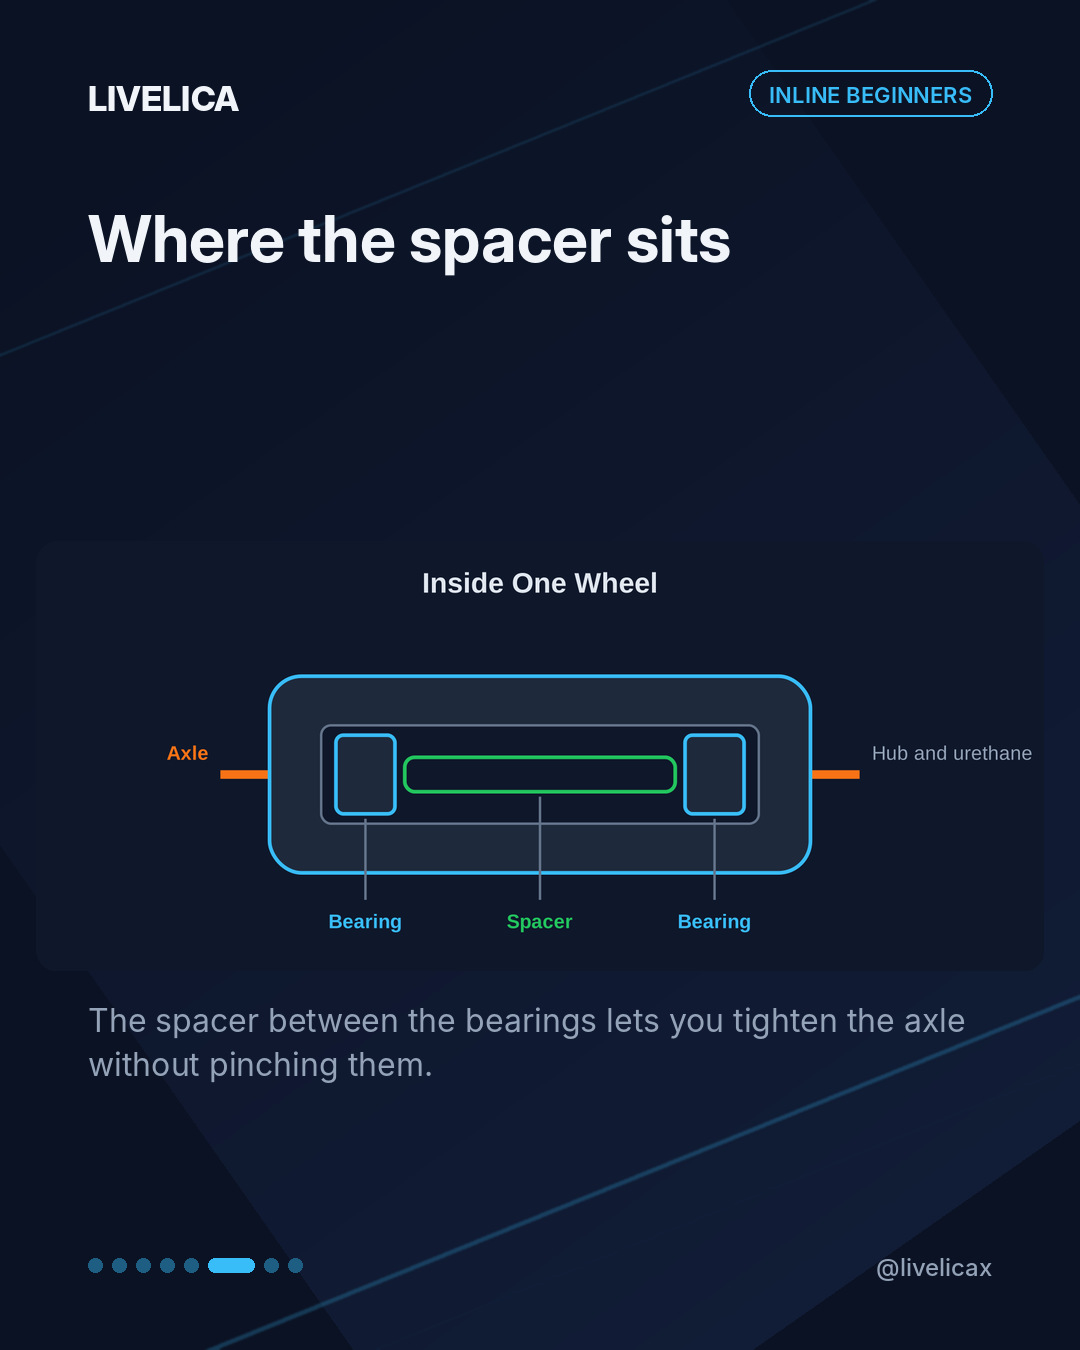 LIVELICA
INLINE BEGINNERS
Where the spacer sits
Inside One Wheel
Axle
Hub and urethane
Bearing
Spacer
Bearing
The spacer between the bearings lets you tighten the axle
without pinching them.
@livelicax